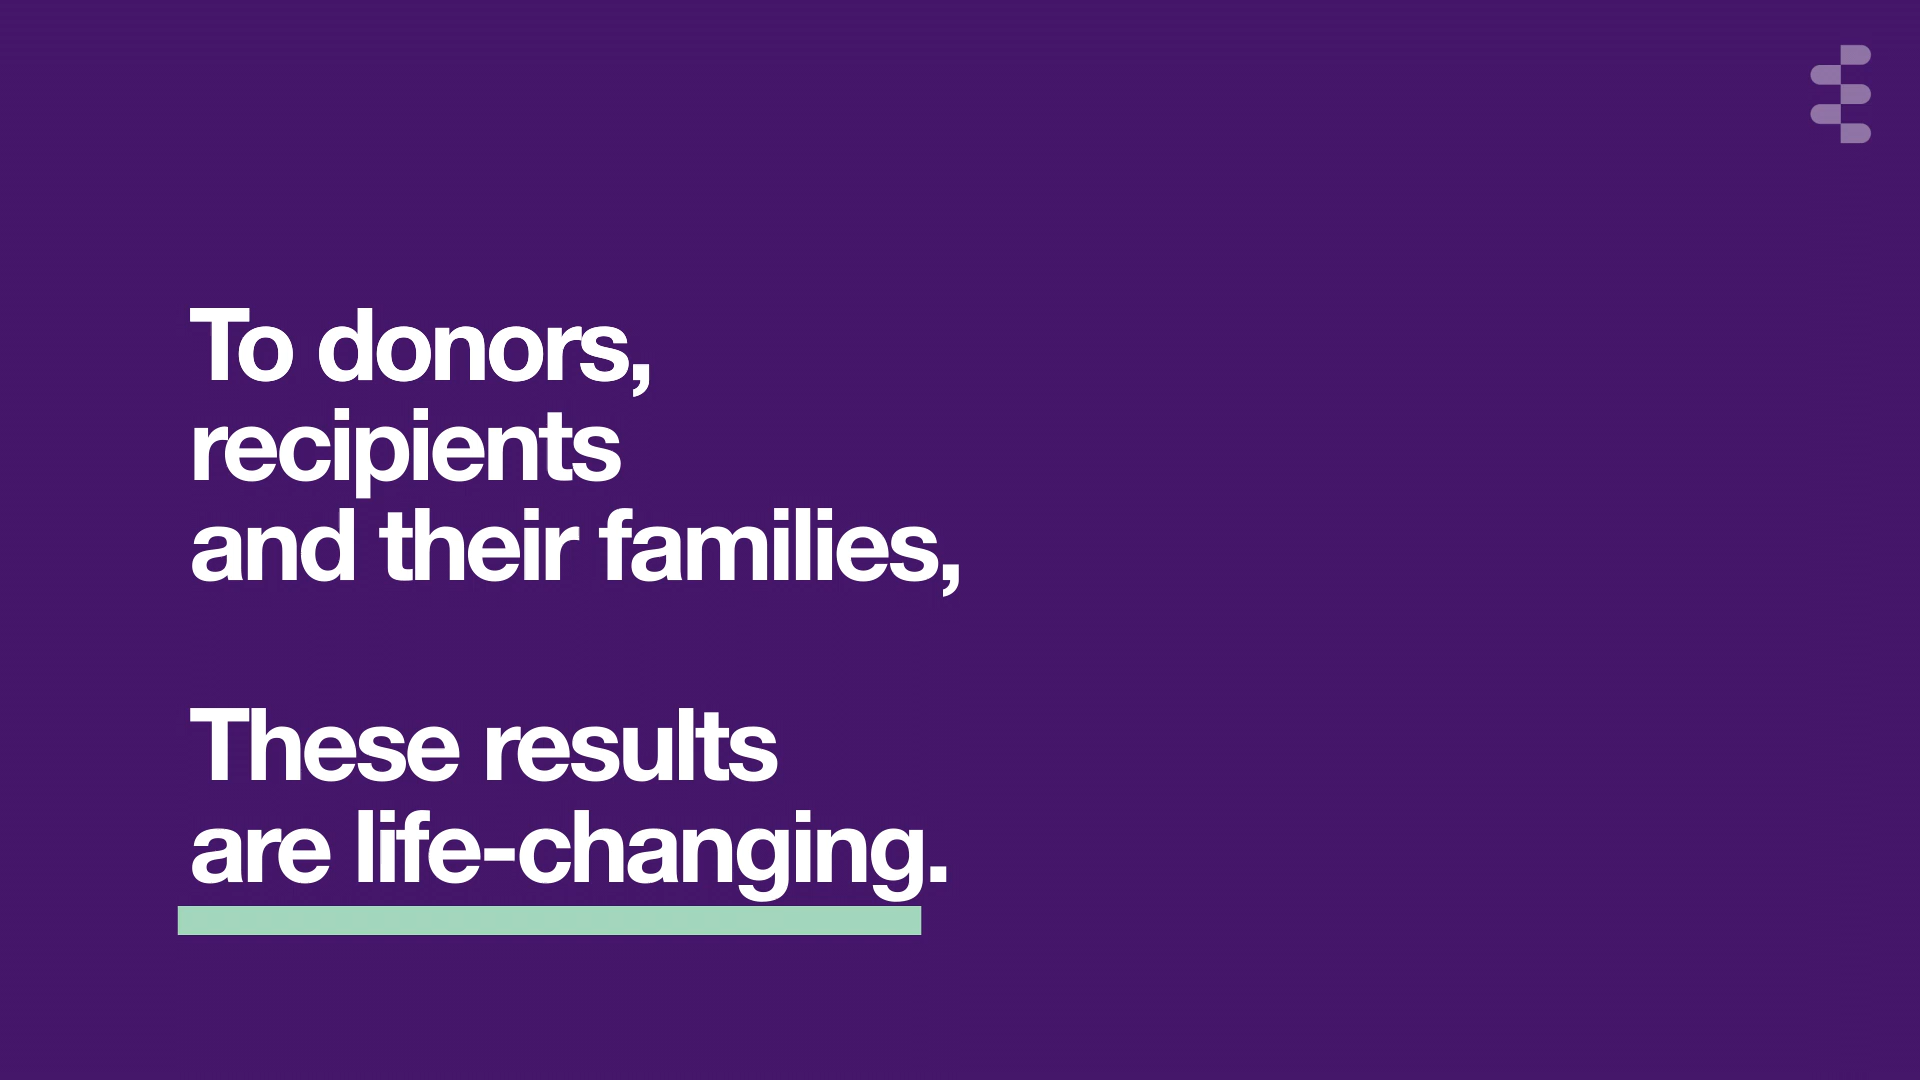 To donors,
recipients
and their families,
These results
are life-changing.